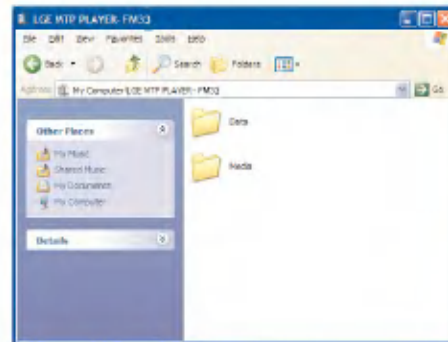 LGE MTP PLAYER- FM33
File Edit View Favorites Tools Help
Back Search Folders
Address My Computer\LGE MTP PLAYER- FM33 Go
Other Places
My Music
Shared Music
My Documents
My Computer
Details
Data
Media